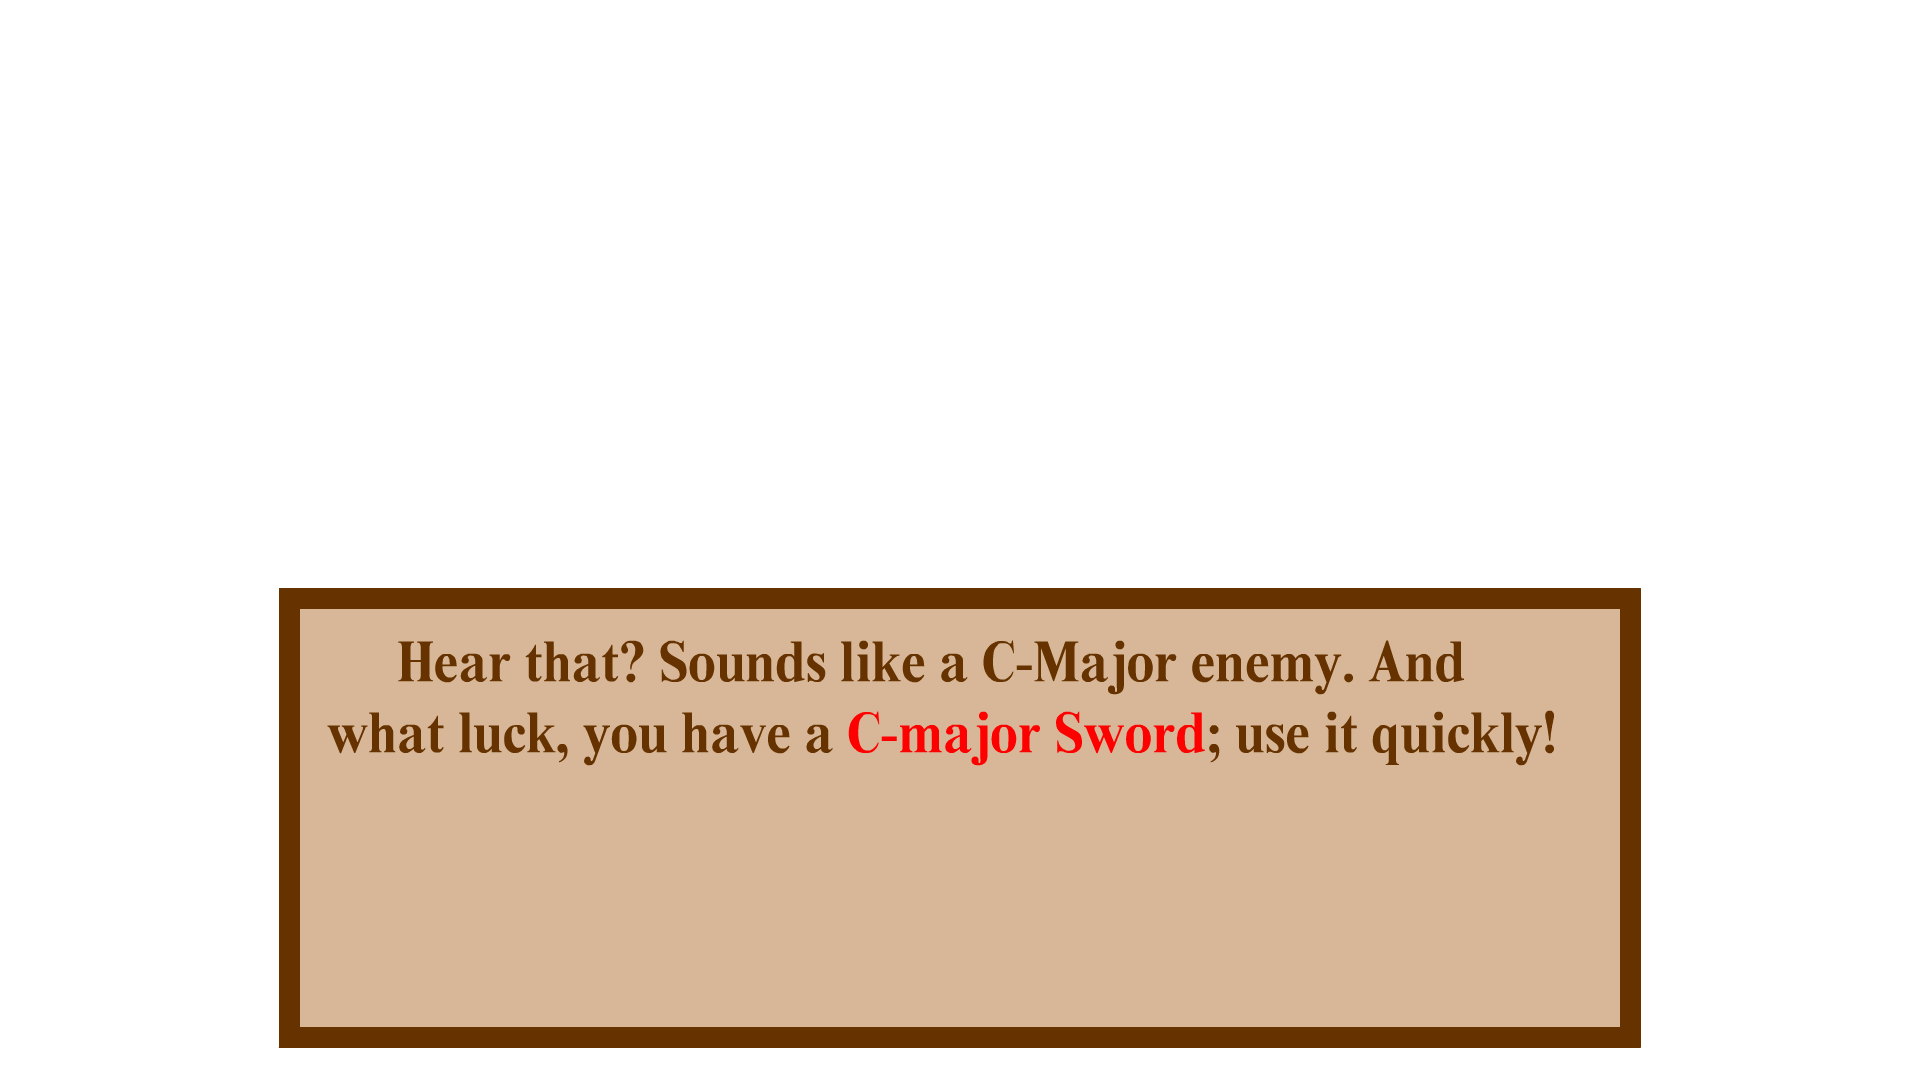 Hear that? Sounds like a C-Major enemy. And
what luck, you have a C-major Sword; use it quickly!